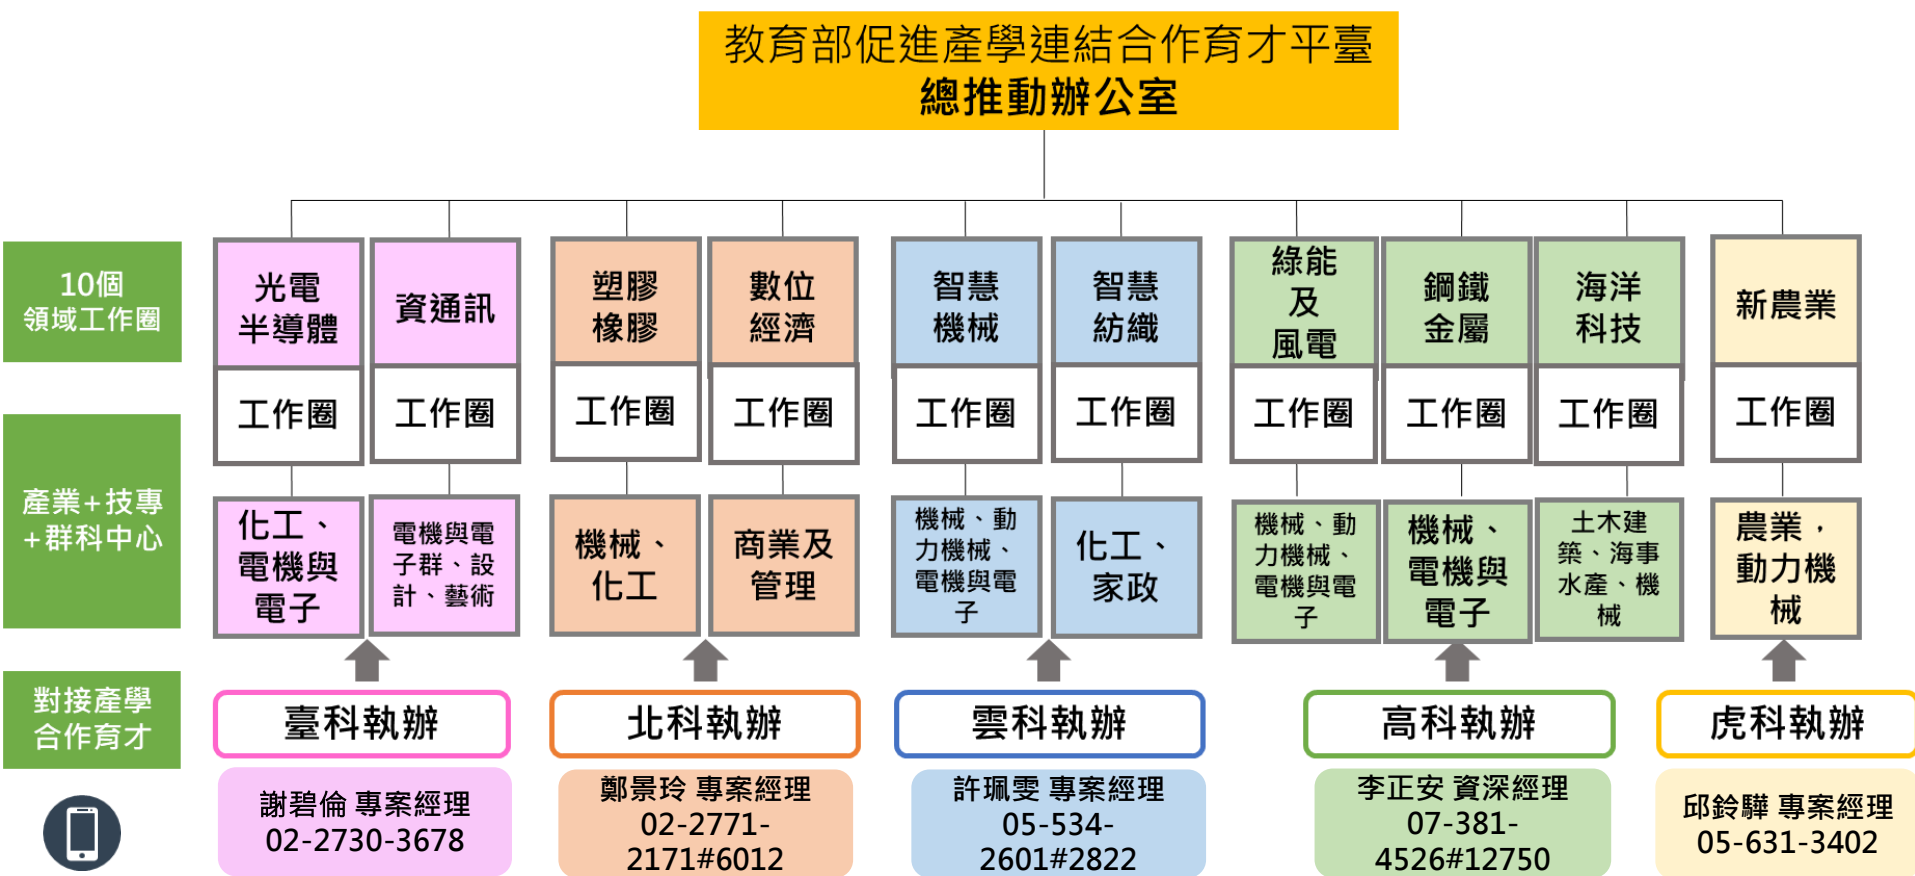 教育部促進產學連結合作育才平臺
總推動辦公室
10個
領域工作圈
光電
半導體
資通訊
塑膠
橡膠
數位
經濟
智慧
機械
智慧
紡織
綠能
及
風電
鋼鐵
金屬
海洋
科技
新農業
工作圈
工作圈
工作圈
工作圈
工作圈
工作圈
工作圈
工作圈
工作圈
工作圈
產業+技專
+群科中心
化工、
電機與
電子
電機與電
子群、設
計、藝術
機械、
化工
商業及
管理
機械、動
力機械、
電機與電
子
化工、
家政
機械、動
力機械、
電機與電
子
機械、
電機與
電子
土木建
築、海事
水產、機
械
農業，
動力機
械
對接產學
合作育才
臺科執辦
北科執辦
雲科執辦
高科執辦
虎科執辦
謝碧倫 專案經理
02-2730-3678
鄭景玲 專案經理
02-2771-
2171#6012
許珮雯 專案經理
05-534-
2601#2822
李正安 資深經理
07-381-
4526#12750
邱鈴驊 專案經理
05-631-3402